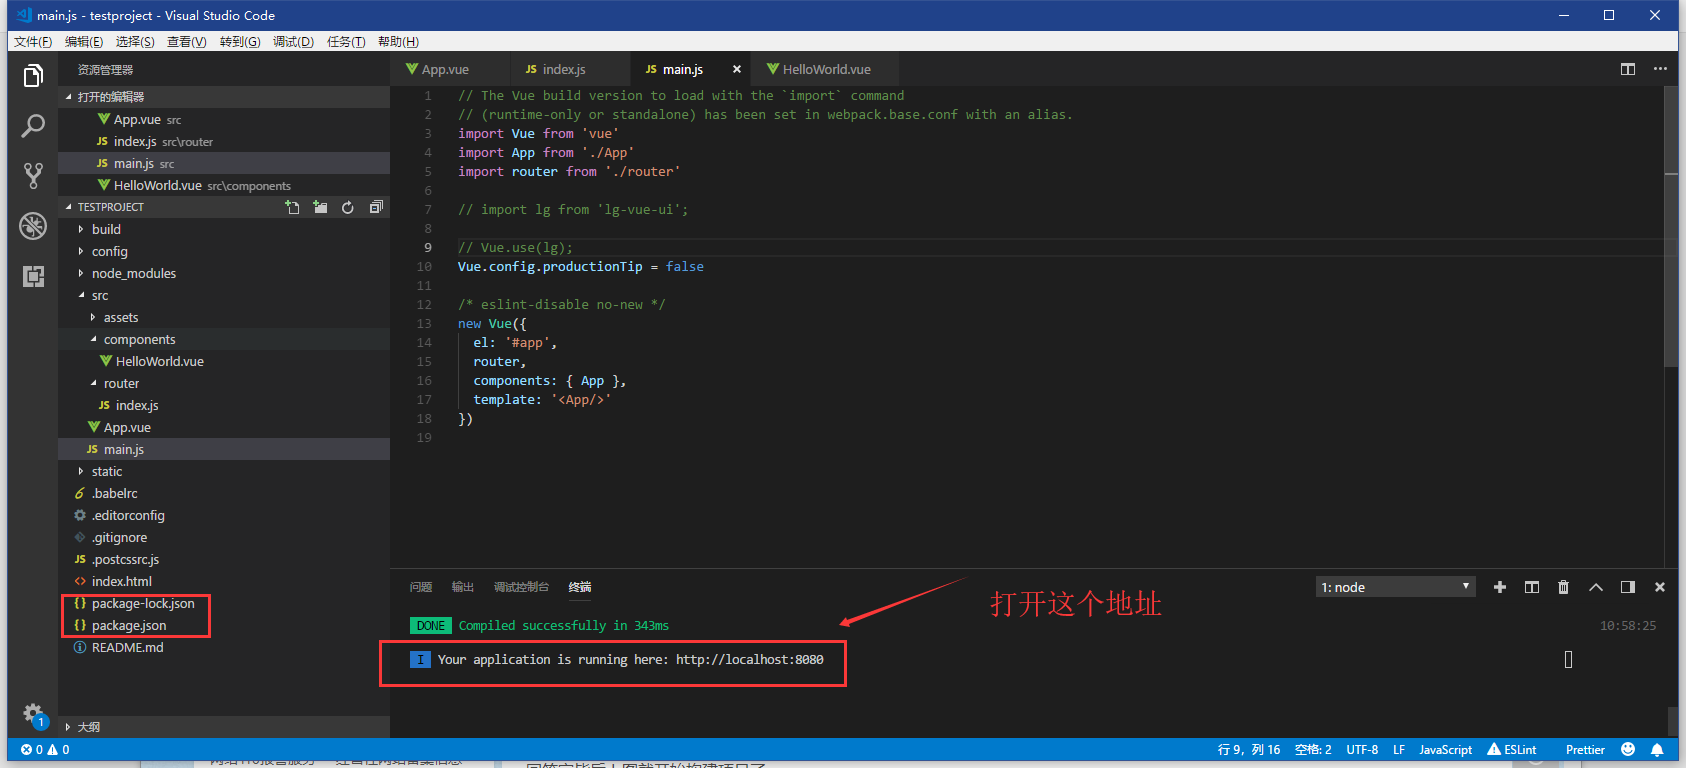 main.js - testproject - Visual Studio Code
文件(F) 编辑(E) 选择(S) 查看(V) 转到(G) 调试(D) 任务(T) 帮助(H)
资源管理器
打开的编辑器
App.vue src
index.js src\router
main.js src
HelloWorld.vue src\components
TESTPROJECT
build
config
node_modules
src
assets
components
HelloWorld.vue
router
JS index.js
App.vue
JS main.js
static
.babelrc
.editorconfig
.gitignore
JS .postcssrc.js
<> index.html
{} package-lock.json
{} package.json
README.md
大纲
App.vue JS index.js JS main.js × HelloWorld.vue
1 // The Vue build version to load with the `import` command
2 // (runtime-only or standalone) has been set in webpack.base.conf with an alias.
3 import Vue from 'vue'
4 import App from './App'
5 import router from './router'
6
7 // import lg from 'lg-vue-ui';
8
9 // Vue.use(lg);
10 Vue.config.productionTip = false
11
12 /* eslint-disable no-new */
13 new Vue({
14 el: '#app',
15 router,
16 components: { App },
17 template: '<App/>'
18 })
19
问题 输出 调试控制台 终端
1: node
打开这个地址
DONE Compiled successfully in 343ms 10:58:25
I Your application is running here: http://localhost:8080
1
0 0 行 9，列 16 空格: 2 UTF-8 LF JavaScript ESLint Prettier